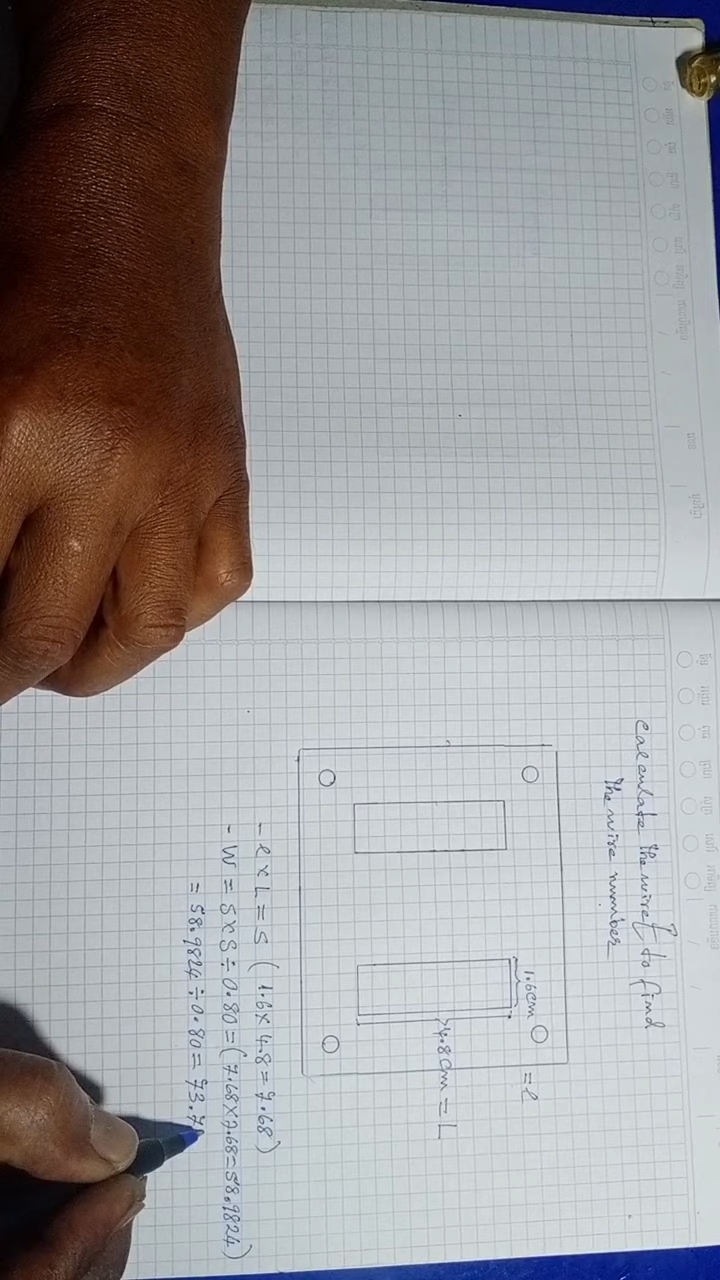 calculate the wire to find
the wire number
1.6cm = l
4.8cm = L
- l x L = S ( 1.6 x 4.8 = 7.68 )
- W = S x S ÷ 0.80 = ( 7.68 x 7.68 = 58.9824 )
= 58.9824 ÷ 0.80 = 73.7